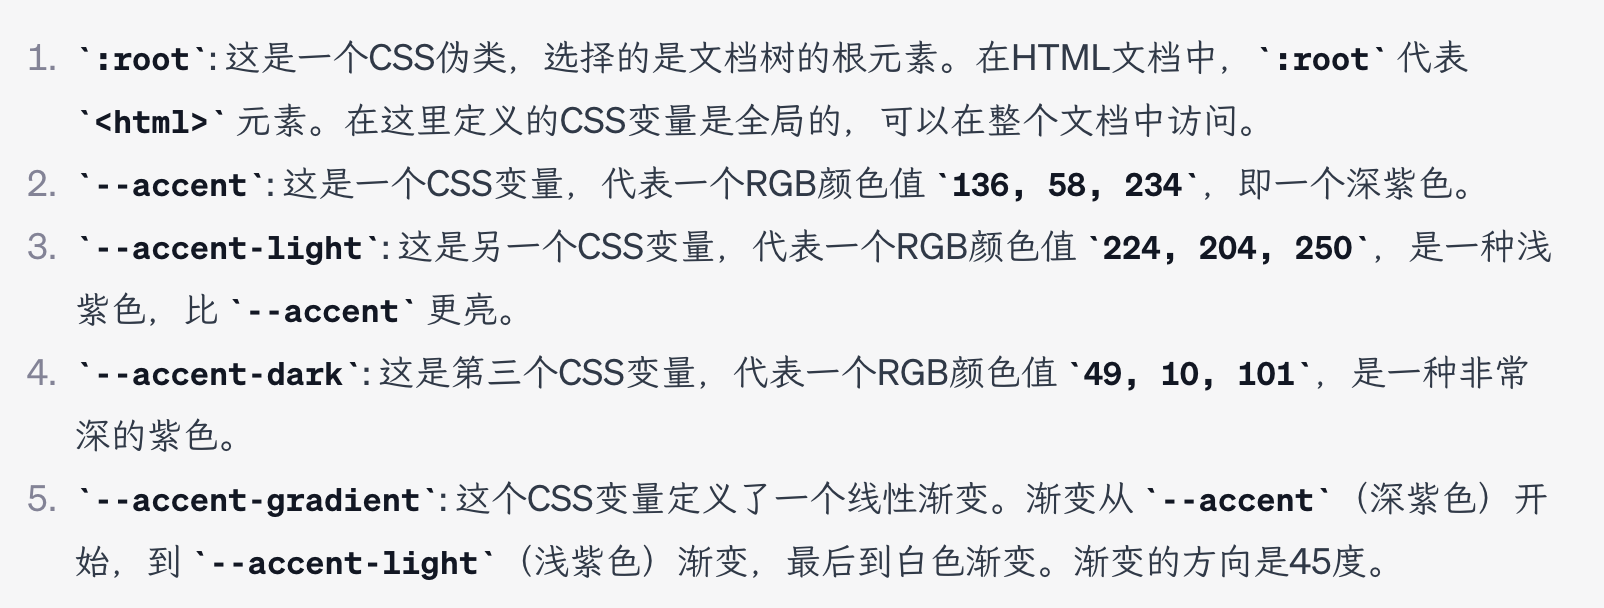 1. `:root`: 这是一个CSS伪类，选择的是文档树的根元素。在HTML文档中，`:root` 代表
`<html>` 元素。在这里定义的CSS变量是全局的，可以在整个文档中访问。
2. `--accent`: 这是一个CSS变量，代表一个RGB颜色值 `136, 58, 234`，即一个深紫色。
3. `--accent-light`: 这是另一个CSS变量，代表一个RGB颜色值 `224, 204, 250`，是一种浅
紫色，比 `--accent` 更亮。
4. `--accent-dark`: 这是第三个CSS变量，代表一个RGB颜色值 `49, 10, 101`，是一种非常
深的紫色。
5. `--accent-gradient`: 这个CSS变量定义了一个线性渐变。渐变从 `--accent`（深紫色）开
始，到 `--accent-light`（浅紫色）渐变，最后到白色渐变。渐变的方向是45度。